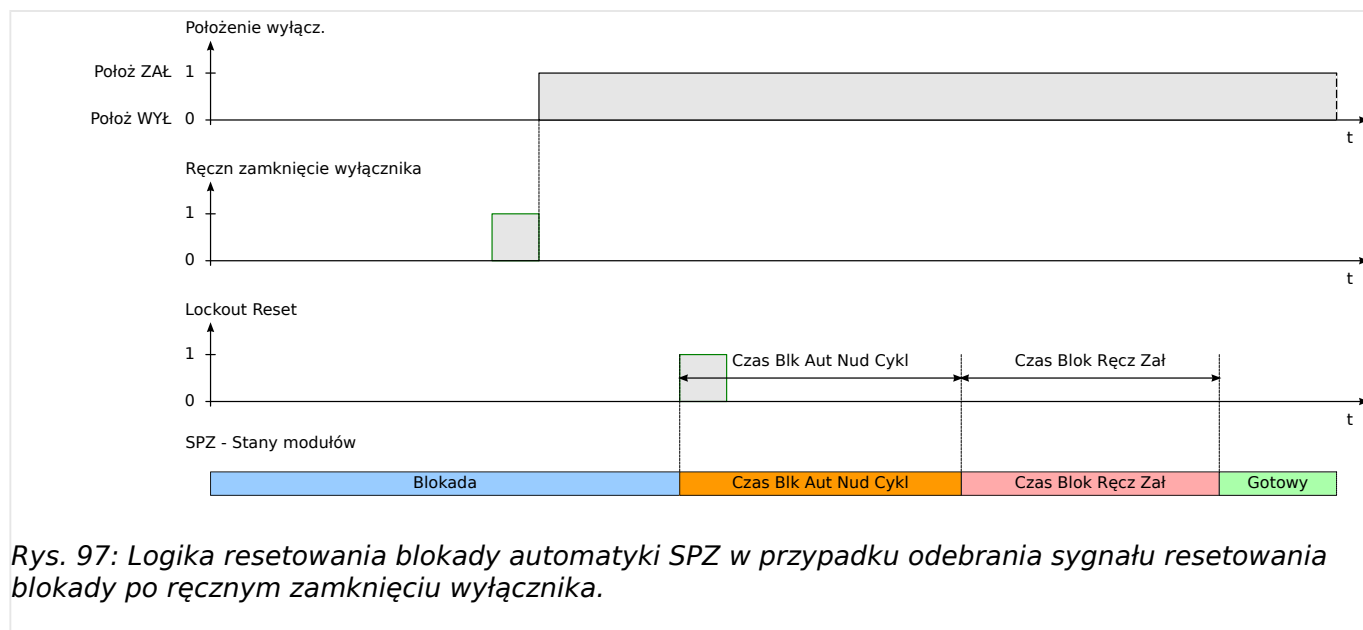 Położenie wyłącz.
Położ ZAŁ 1
Położ WYŁ 0
t
Ręczn zamknięcie wyłącznika
1
0
t
Lockout Reset
1 Czas Blk Aut Nud Cykl Czas Blok Ręcz Zał
0
t
SPZ - Stany modułów
Blokada Czas Blk Aut Nud Cykl Czas Blok Ręcz Zał Gotowy
Rys. 97: Logika resetowania blokady automatyki SPZ w przypadku odebrania sygnału resetowania
blokady po ręcznym zamknięciu wyłącznika.